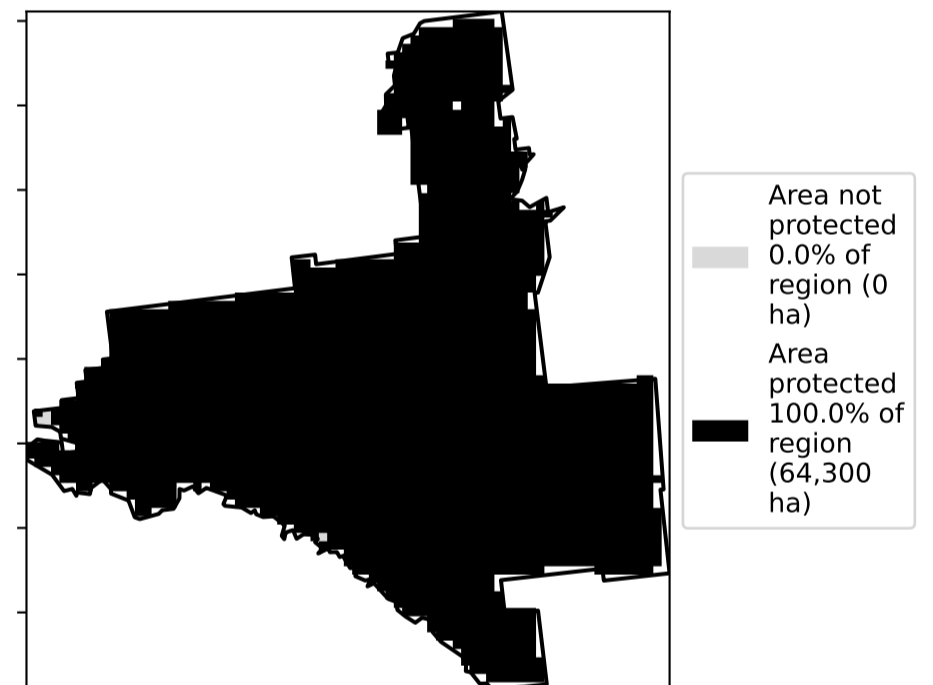 Area not
protected
0.0% of
region (0
ha)
Area
protected
100.0% of
region
(64,300
ha)